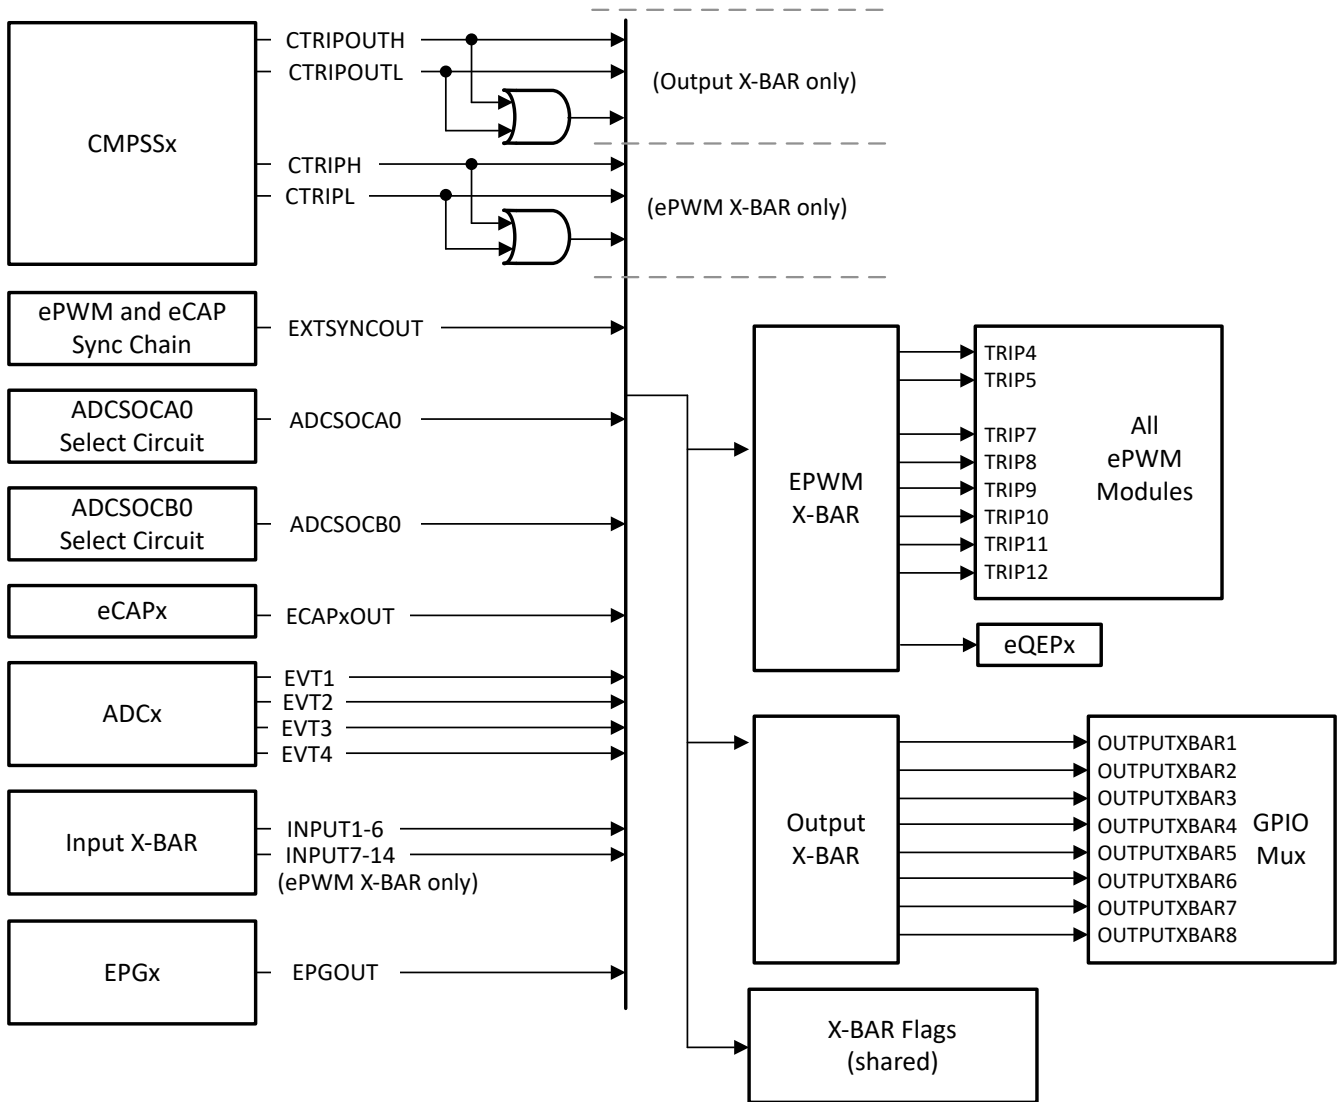 CMPSSx
CTRIPOUTH
CTRIPOUTL
CTRIPH
CTRIPL
(Output X-BAR only)
(ePWM X-BAR only)
ePWM and eCAP
Sync Chain
EXTSYNCOUT
ADCSOCA0
Select Circuit
ADCSOCA0
ADCSOCB0
Select Circuit
ADCSOCB0
eCAPx
ECAPxOUT
ADCx
EVT1
EVT2
EVT3
EVT4
Input X-BAR
INPUT1-6
INPUT7-14
(ePWM X-BAR only)
EPGx
EPGOUT
EPWM
X-BAR
TRIP4
TRIP5
TRIP7
TRIP8
TRIP9
TRIP10
TRIP11
TRIP12
All
ePWM
Modules
eQEPx
Output
X-BAR
OUTPUTXBAR1
OUTPUTXBAR2
OUTPUTXBAR3
OUTPUTXBAR4
OUTPUTXBAR5
OUTPUTXBAR6
OUTPUTXBAR7
OUTPUTXBAR8
GPIO
Mux
X-BAR Flags
(shared)